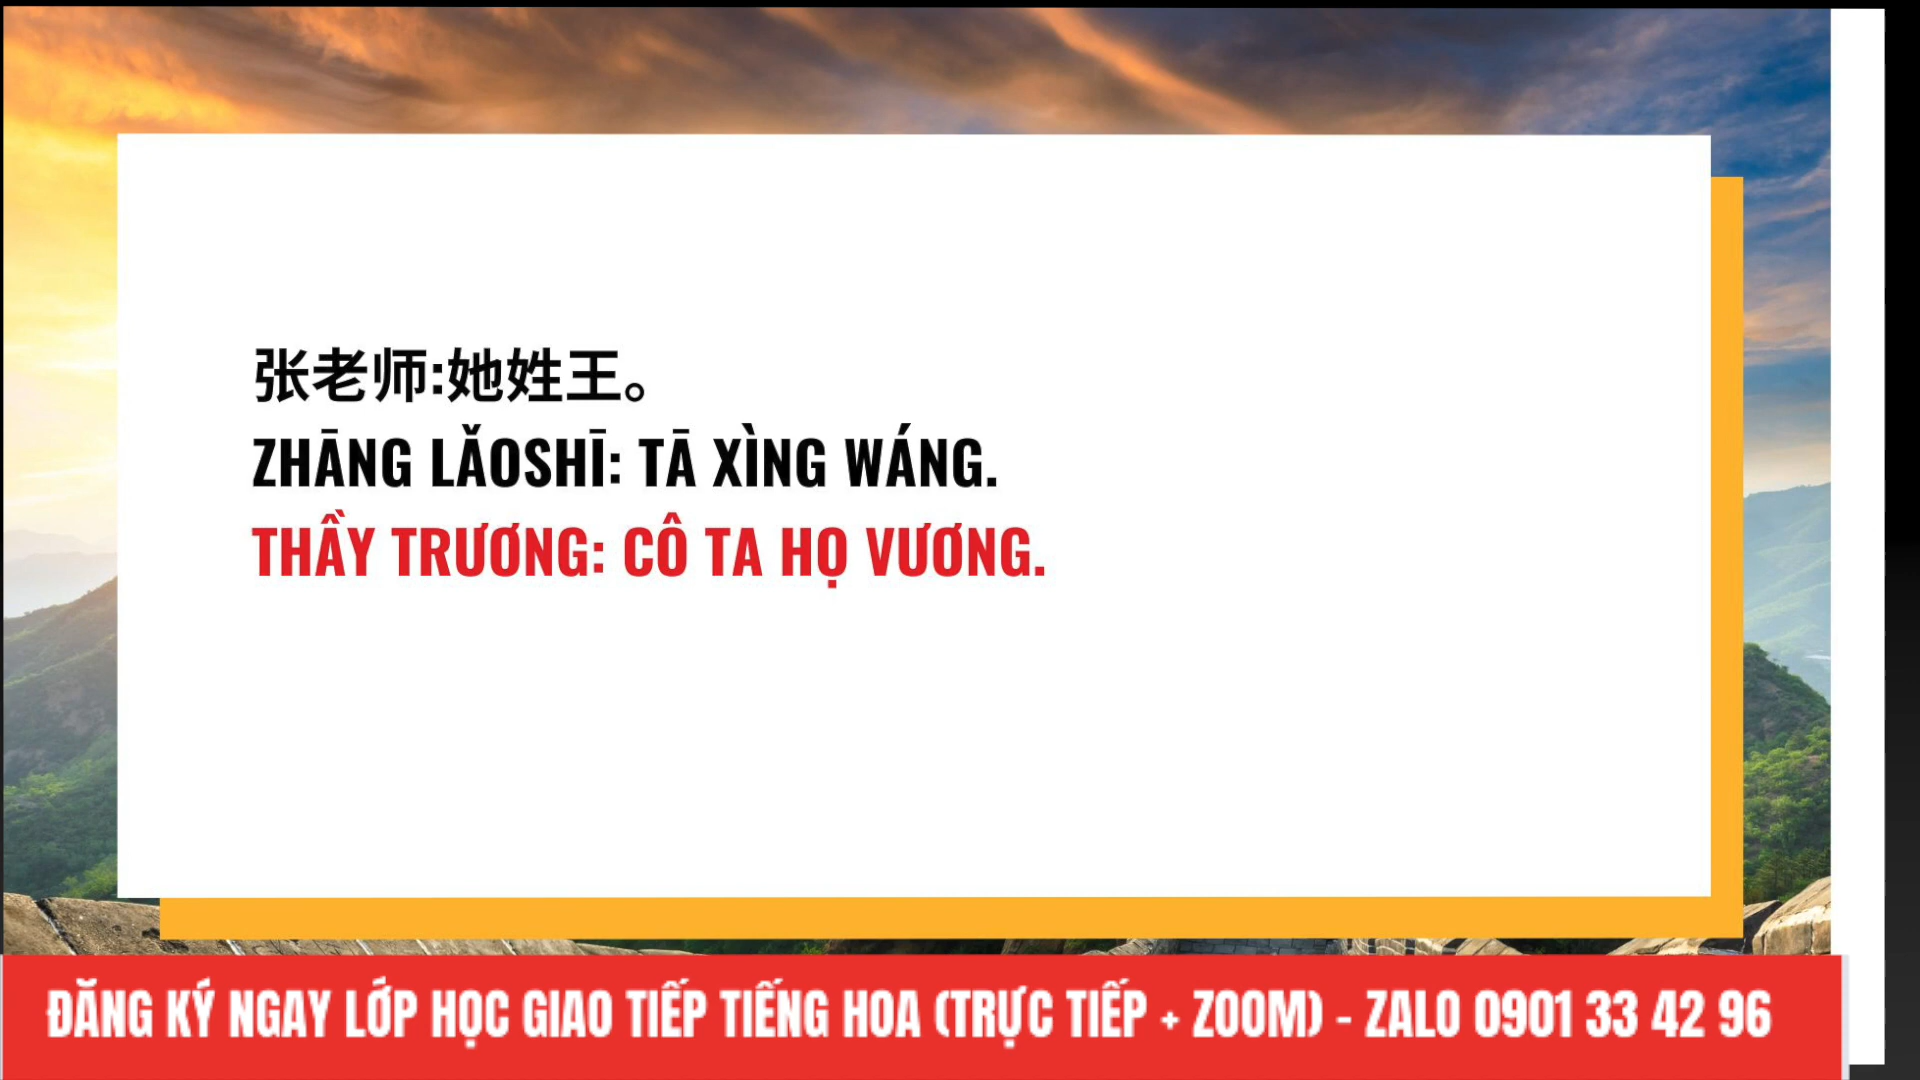 张老师:她姓王。
ZHĀNG LǍOSHĪ: TĀ XÌNG WÁNG.
THẦY TRƯƠNG: CÔ TA HỌ VƯƠNG.
ĐĂNG KÝ NGAY LỚP HỌC GIAO TIẾP TIẾNG HOA (TRỰC TIẾP + ZOOM) - ZALO 0901 33 42 96